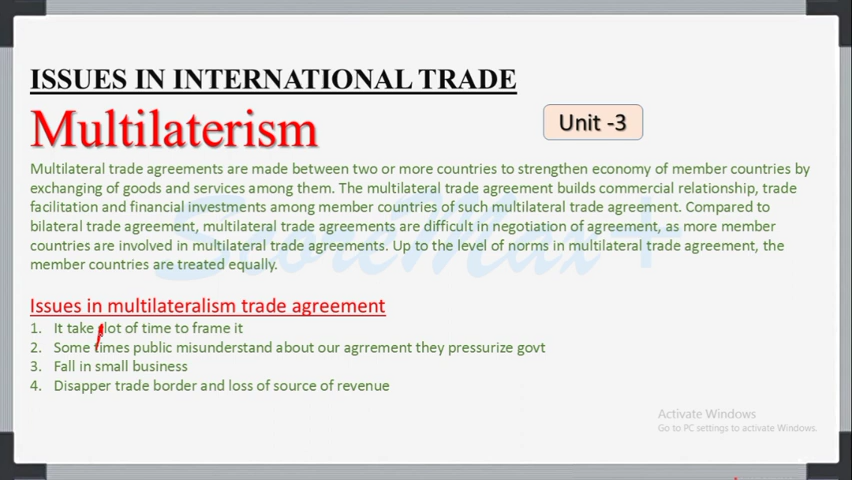 ISSUES IN INTERNATIONAL TRADE
Multilaterism
Unit -3
Multilateral trade agreements are made between two or more countries to strengthen economy of member countries by
exchanging of goods and services among them. The multilateral trade agreement builds commercial relationship, trade
facilitation and financial investments among member countries of such multilateral trade agreement. Compared to
bilateral trade agreement, multilateral trade agreements are difficult in negotiation of agreement, as more member
countries are involved in multilateral trade agreements. Up to the level of norms in multilateral trade agreement, the
member countries are treated equally.
ScoreMax+
Issues in multilateralism trade agreement
1. It take alot of time to frame it
2. Some times public misunderstand about our agrrement they pressurize govt
3. Fall in small business
4. Disapper trade border and loss of source of revenue
Activate Windows
Go to PC settings to activate Windows.